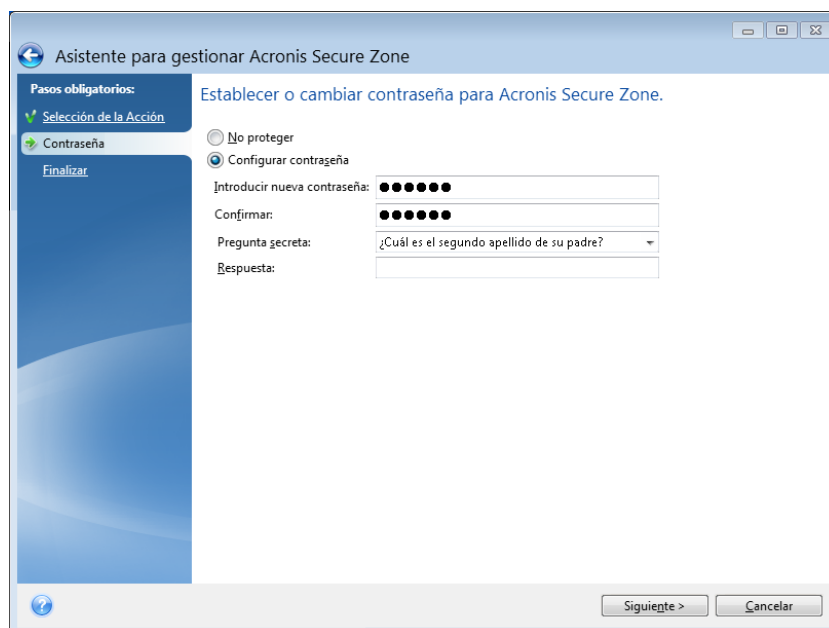 Asistente para gestionar Acronis Secure Zone
Pasos obligatorios:
Selección de la Acción
Contraseña
Finalizar
Establecer o cambiar contraseña para Acronis Secure Zone.
No proteger
Configurar contraseña
Introducir nueva contraseña: ●●●●●●
Confirmar: ●●●●●●
Pregunta secreta: ¿Cuál es el segundo apellido de su padre?
Respuesta:
Siguiente > Cancelar